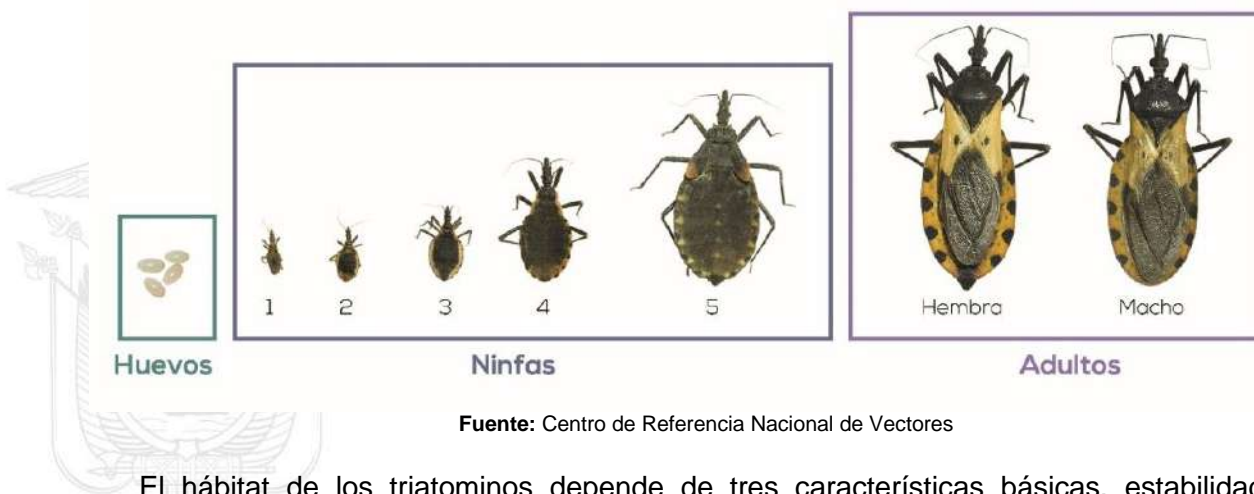 1
2
3
4
5
Hembra
Macho
Huevos
Ninfas
Adultos
Fuente: Centro de Referencia Nacional de Vectores
El hábitat de los triatominos depende de tres características básicas, estabilidad